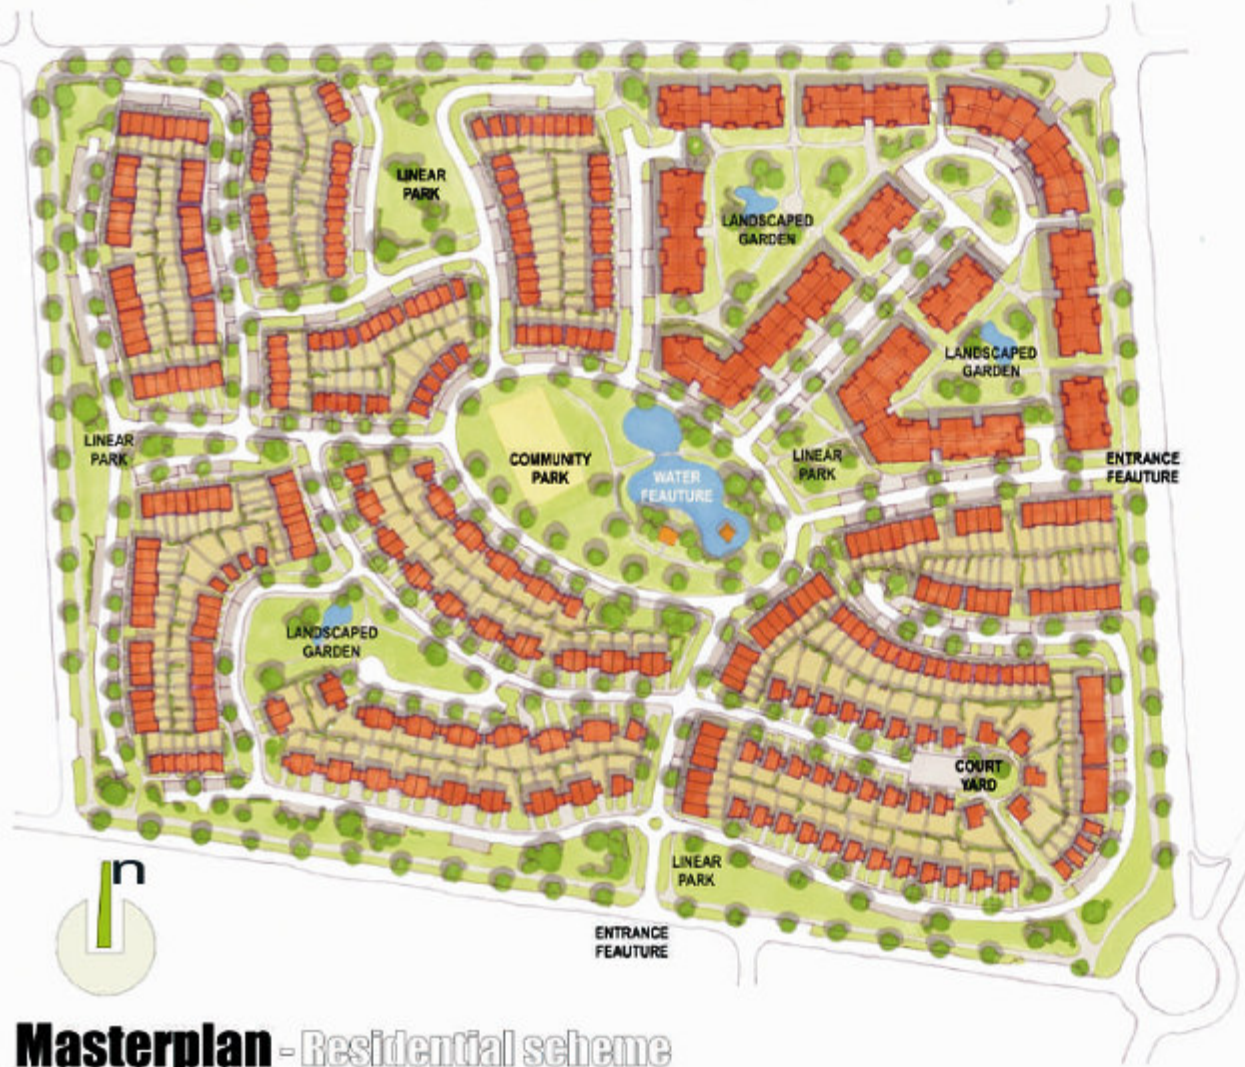 LINEAR
PARK
LANDSCAPED
GARDEN
LANDSCAPED
GARDEN
LINEAR
PARK
COMMUNITY
PARK
WATER
FEAUTURE
LINEAR
PARK
ENTRANCE
FEAUTURE
LANDSCAPED
GARDEN
COURT
YARD
LINEAR
PARK
n
ENTRANCE
FEAUTURE
Masterplan - Residential scheme